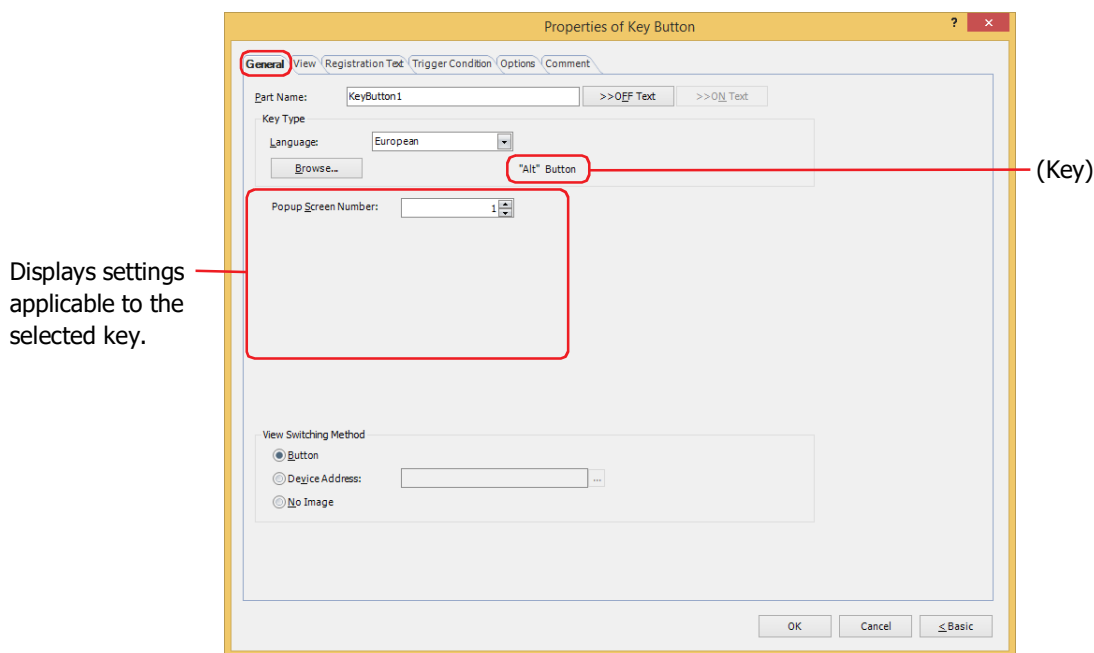 Properties of Key Button
? ×
General View Registration Text Trigger Condition Options Comment
Part Name: KeyButton1 >>OFF Text >>ON Text
Key Type
Language: European
Browse... "Alt" Button
(Key)
Popup Screen Number: 1
Displays settings
applicable to the
selected key.
View Switching Method
Button
Device Address: ...
No Image
OK Cancel < Basic